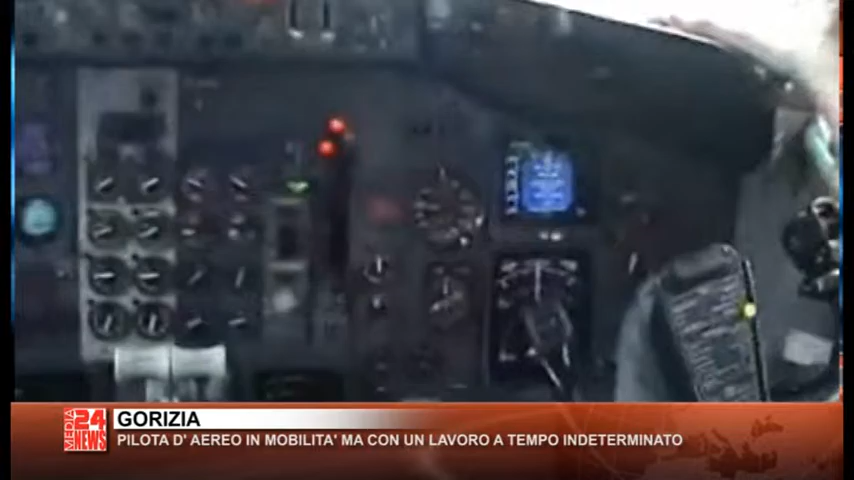 MEDIA 24 NEWS
GORIZIA
PILOTA D' AEREO IN MOBILITA' MA CON UN LAVORO A TEMPO INDETERMINATO